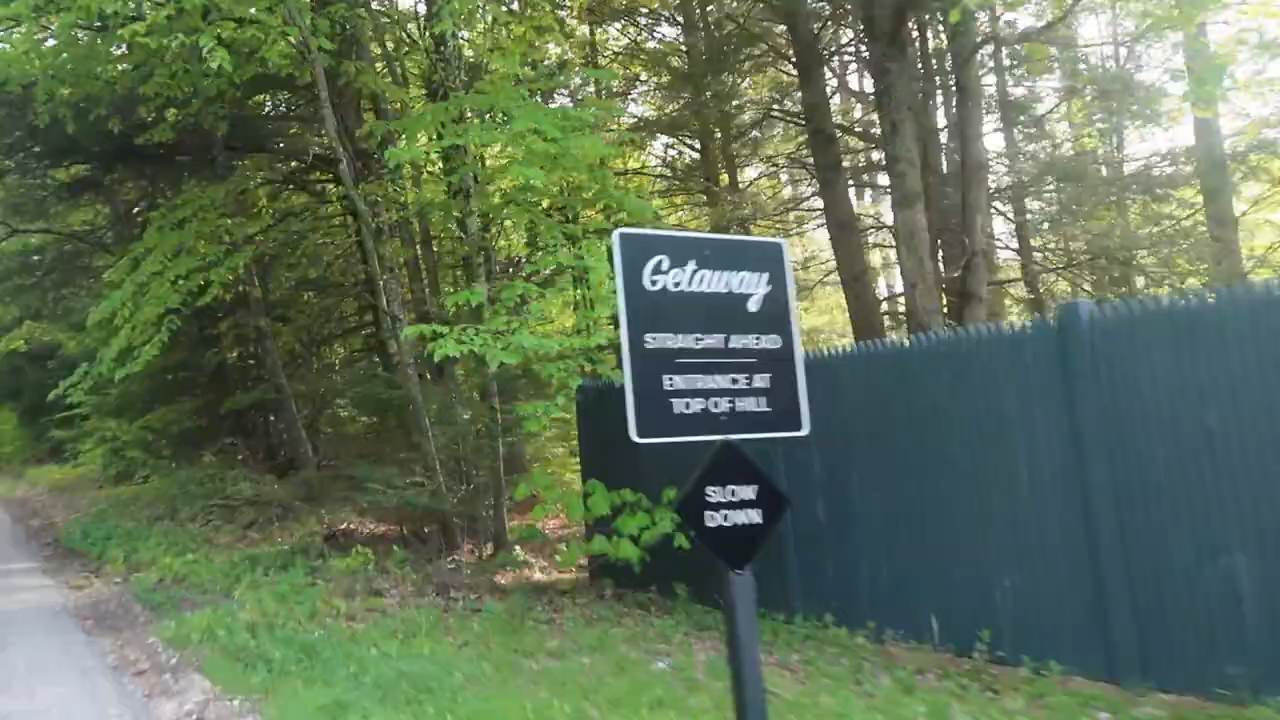 Getaway
STRAIGHT AHEAD
ENTRANCE AT
TOP OF HILL
SLOW
DOWN